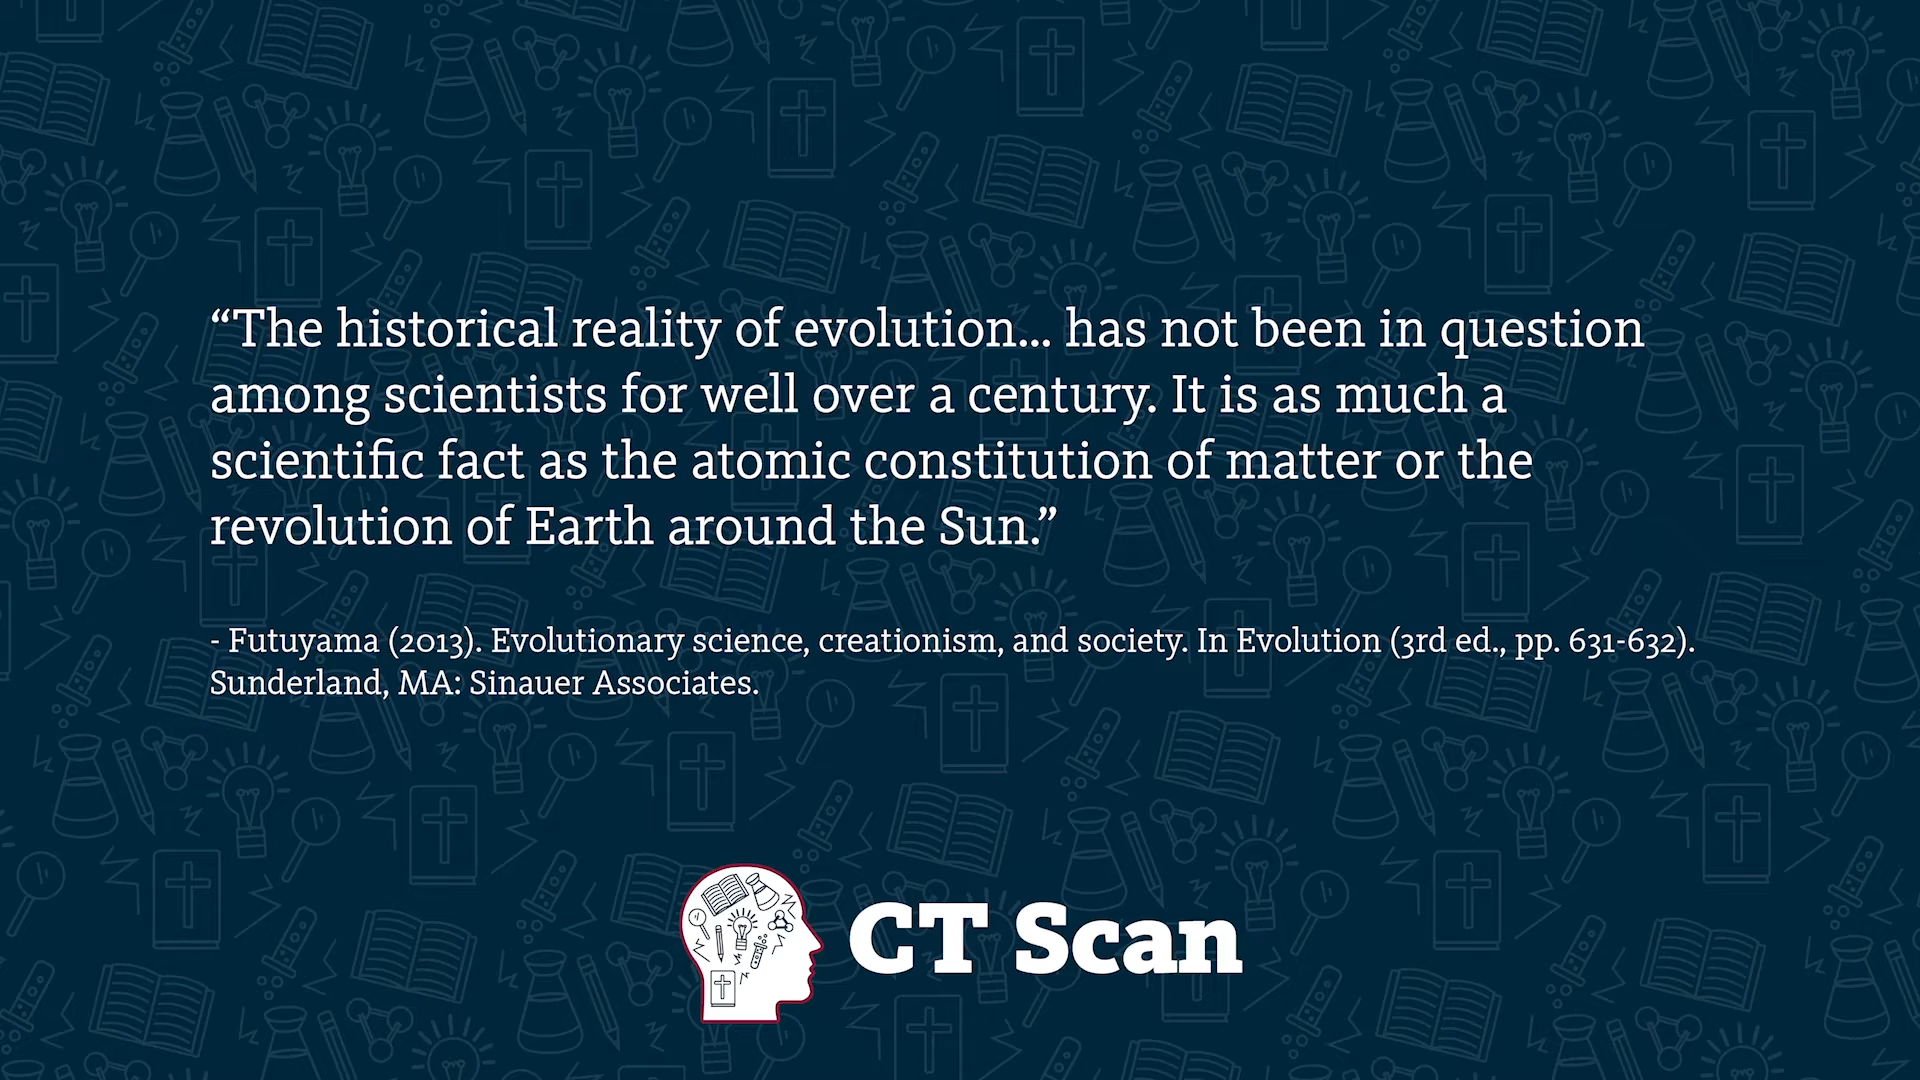 “The historical reality of evolution... has not been in question
among scientists for well over a century. It is as much a
scientific fact as the atomic constitution of matter or the
revolution of Earth around the Sun.”
- Futuyama (2013). Evolutionary science, creationism, and society. In Evolution (3rd ed., pp. 631-632).
Sunderland, MA: Sinauer Associates.
CT Scan